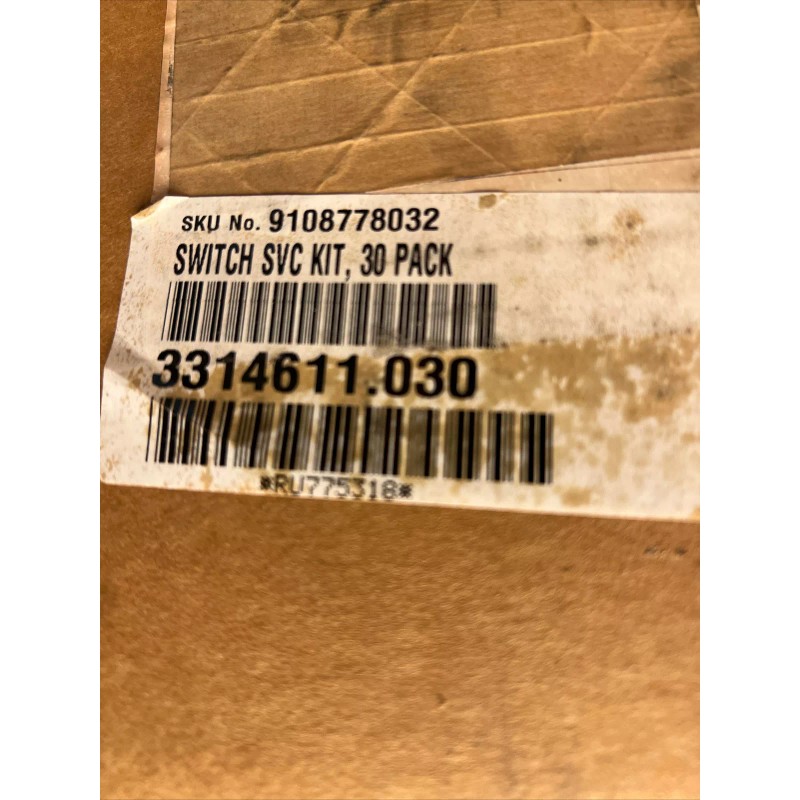 SKU No. 9108778032
SWITCH SVC KIT, 30 PACK
3314611.030
*RU775318*